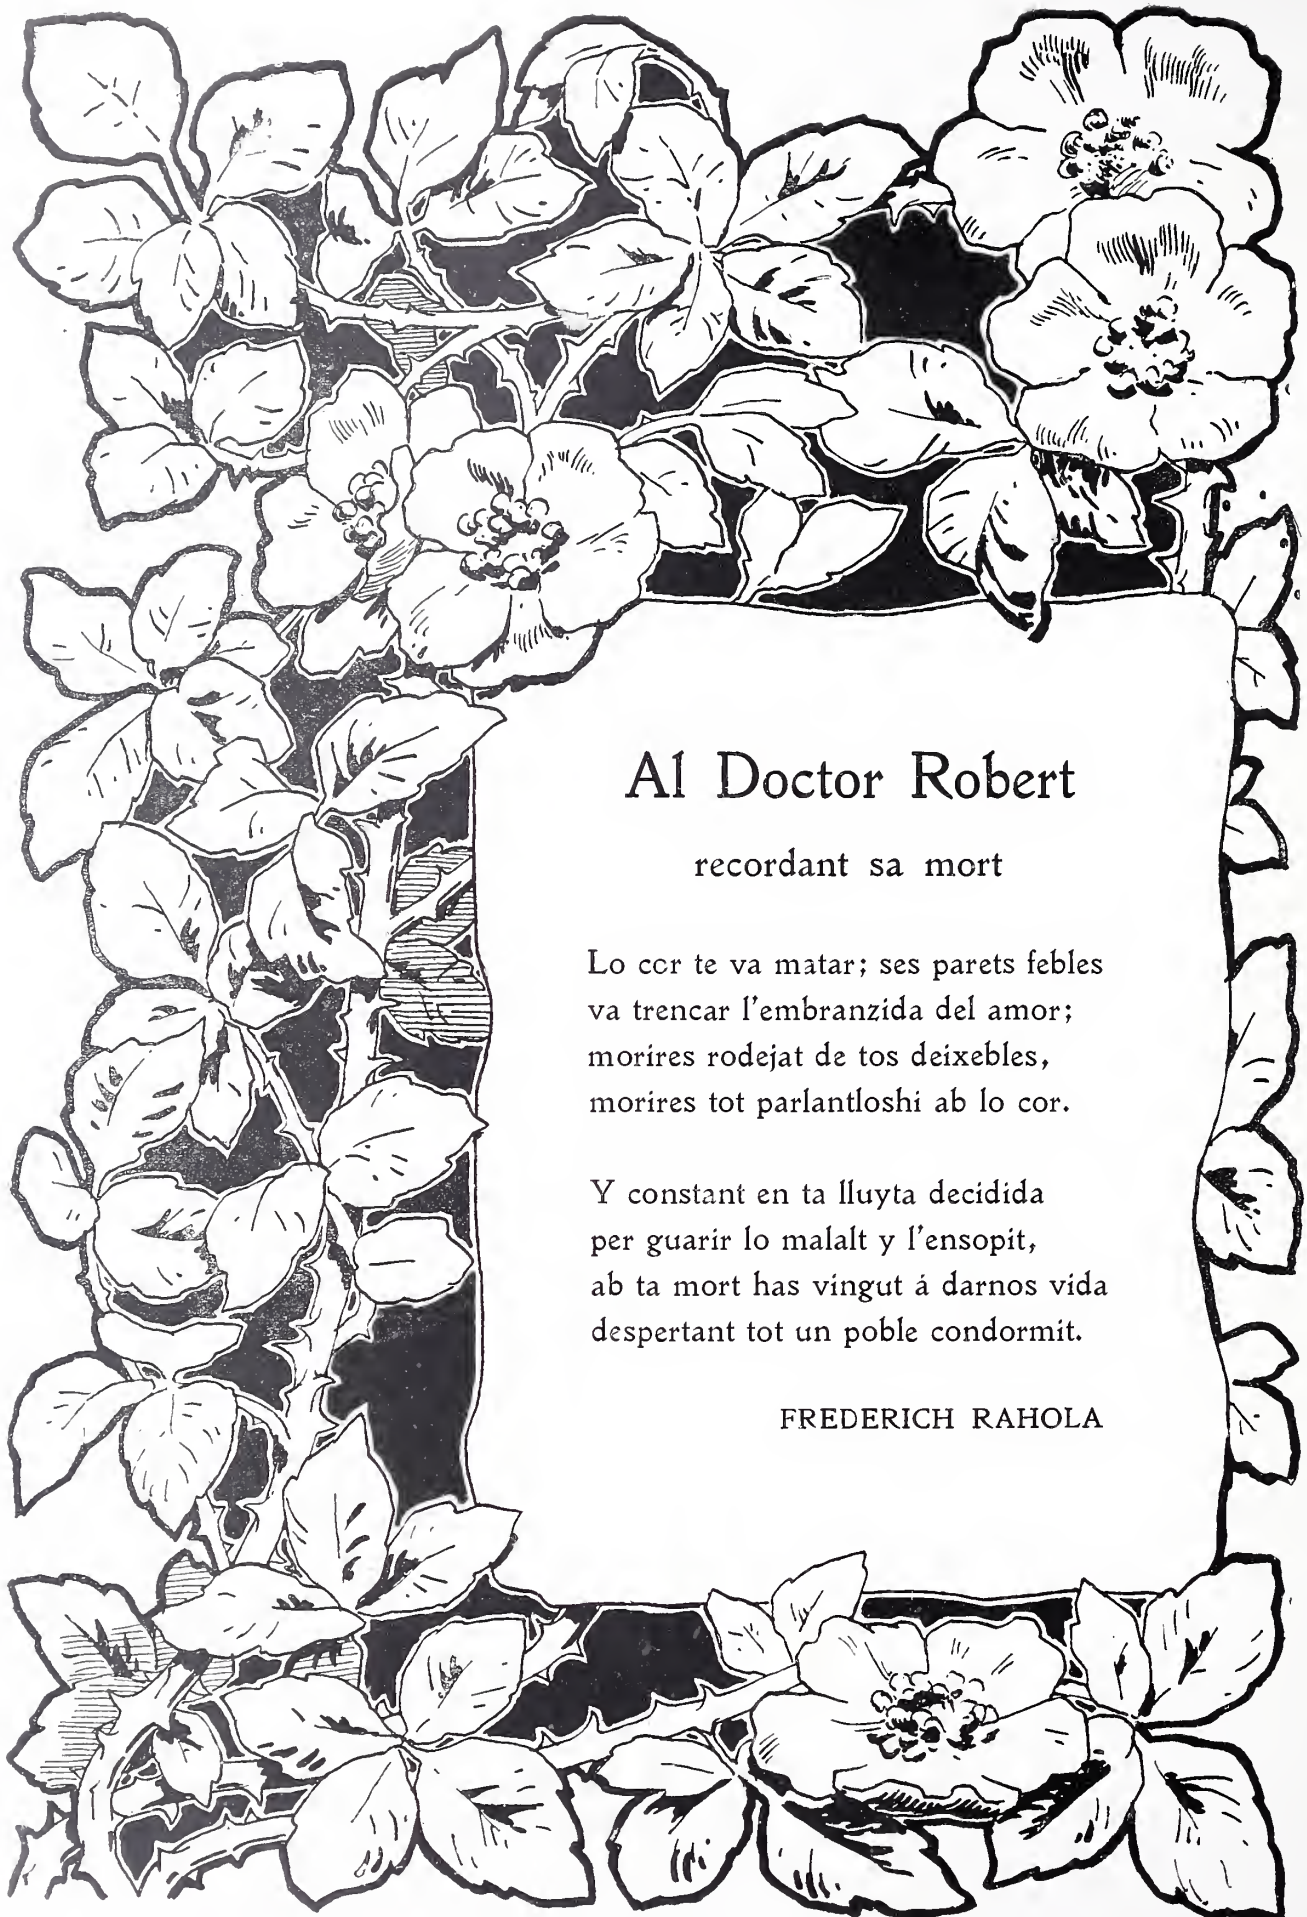 Al Doctor Robert
recordant sa mort
Lo cor te va matar; ses parets febles
va trencar l'embranzida del amor;
morires rodejat de tos deixebles,
morires tot parlantloshi ab lo cor.
Y constant en ta lluyta decidida
per guarir lo malalt y l'ensopit,
ab ta mort has vingut á darnos vida
despertant tot un poble condormit.
FREDERICH RAHOLA